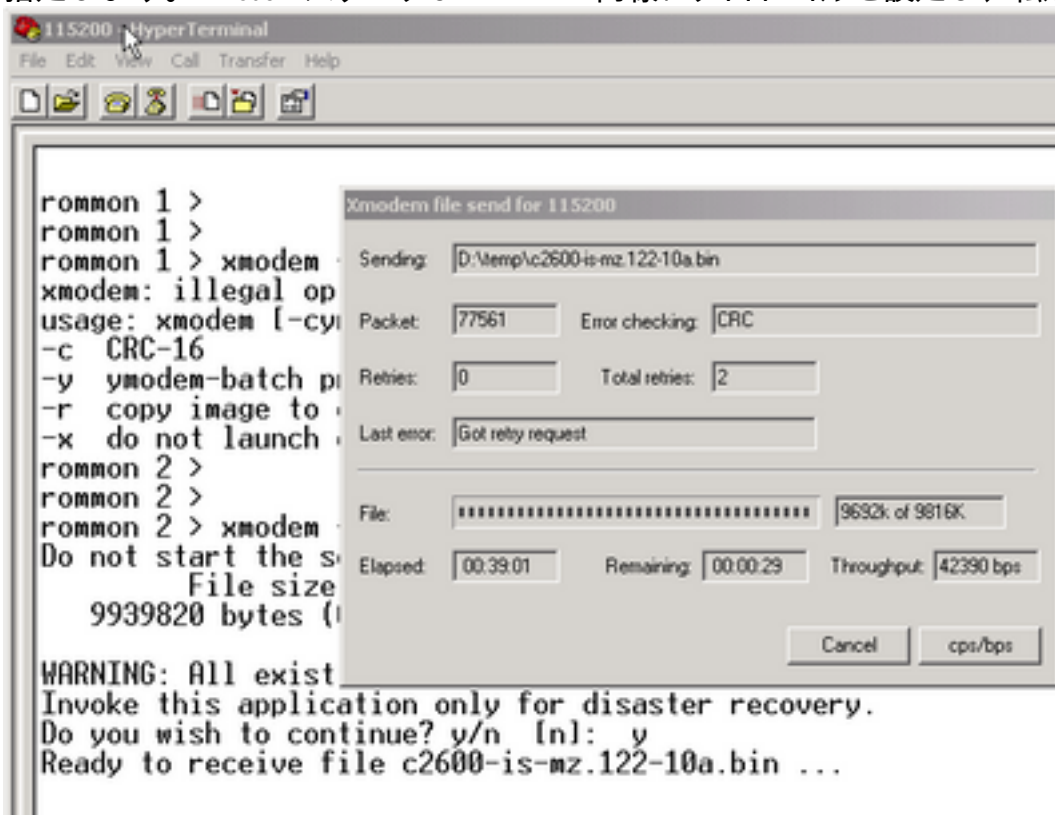 115200 - HyperTerminal
File Edit View Call Transfer Help
rommon 1 >
rommon 1 >
rommon 1 > xmodem
xmodem: illegal op
usage: xmodem [-cy
-c CRC-16
-y ymodem-batch p
-r copy image to
-x do not launch
rommon 2 >
rommon 2 >
rommon 2 > xmodem
Do not start the s
File size
9939820 bytes (
WARNING: All exist
Invoke this application only for disaster recovery.
Do you wish to continue? y/n [n]: y
Ready to receive file c2600-is-mz.122-10a.bin ...
Xmodem file send for 115200
Sending: D:\temp\c2600-is-mz.122-10a.bin
Packet: 77561 Error checking: CRC
Retries: 0 Total retries: 2
Last error: Got retry request
File: 9692k of 9816K
Elapsed: 00:39:01 Remaining: 00:00:29 Throughput: 42390 bps
Cancel cps/bps